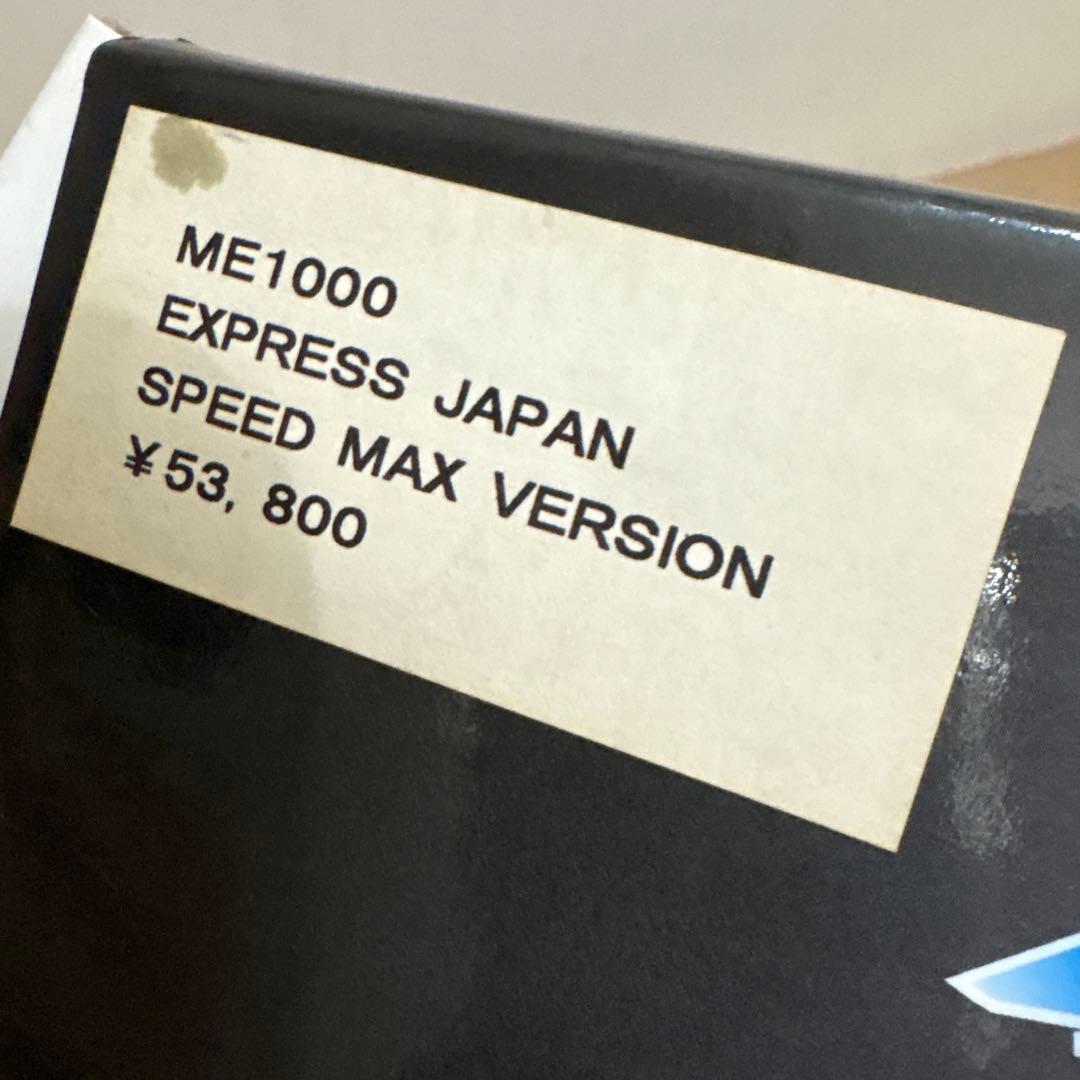 ME1000
EXPRESS JAPAN
SPEED MAX VERSION
¥53, 800